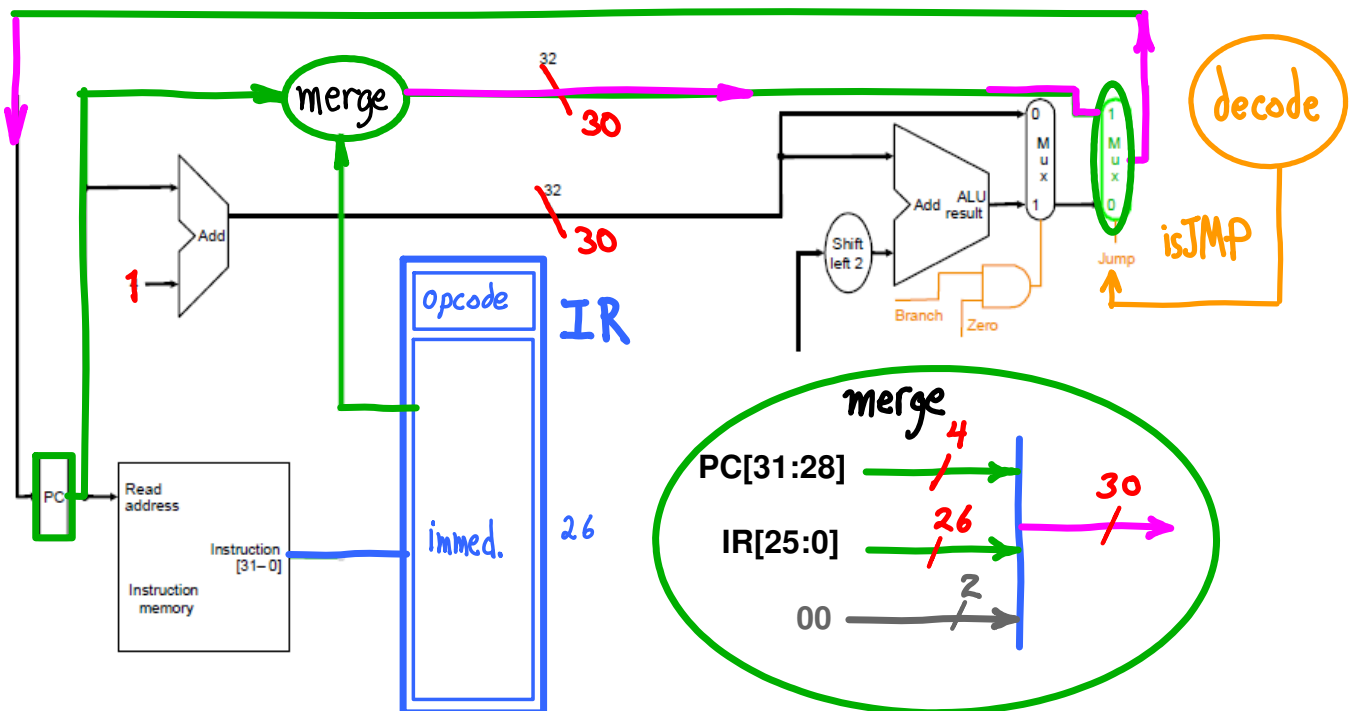 32
30
merge
decode
0
M
u
x
1
1
M
u
x
0
Add
ALU
result
32
30
Add
1
Shift
left 2
isJMP
Jump
opcode
IR
Branch
Zero
merge
4
PC[31:28]
30
26
IR[25:0]
2
00
PC
Read
address
Instruction
[31–0]
Instruction
memory
immed.
26